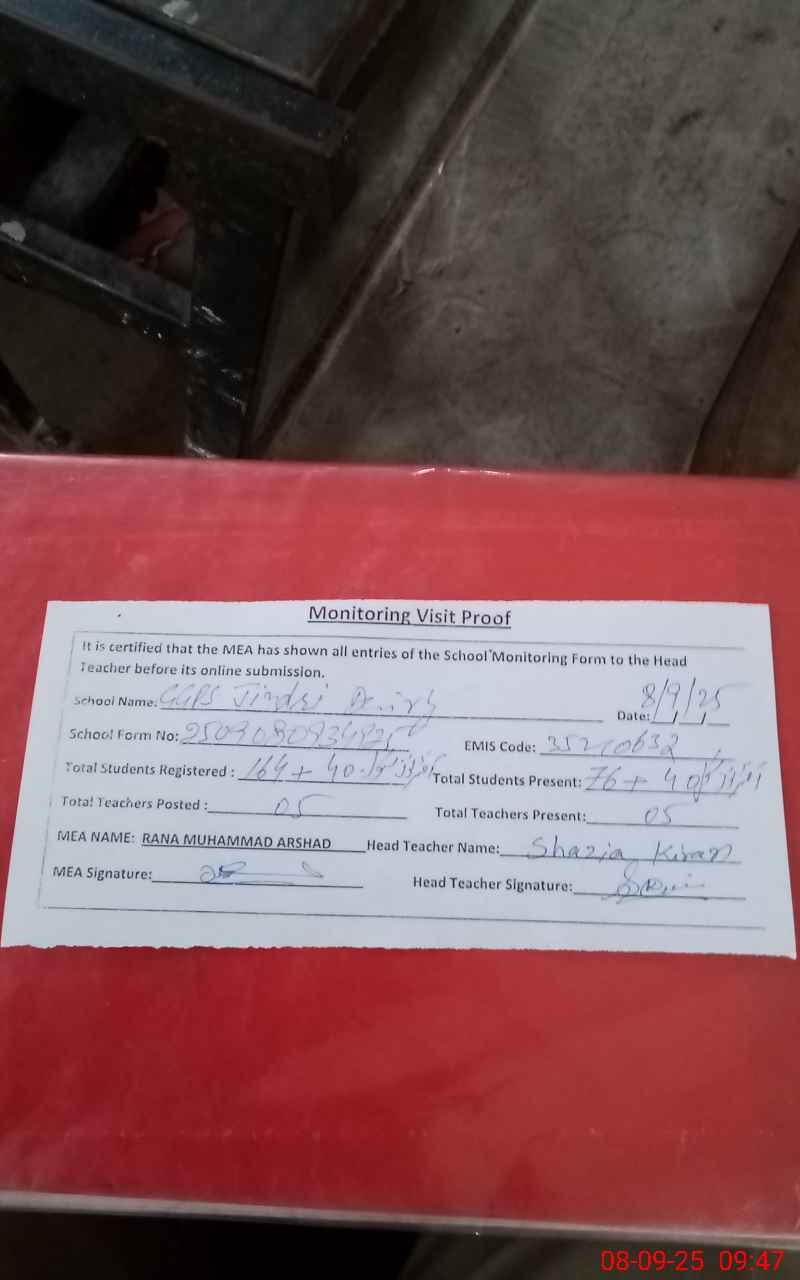 Monitoring Visit Proof
It is certified that the MEA has shown all entries of the School Monitoring Form to the Head
Teacher before its online submission.
School Name: GGPS Jindri Date: 8/9/25
School Form No: EMIS Code: 35210632
Total Students Registered : 164 + 40 Total Students Present: 76 + 40
Total Teachers Posted : 05 Total Teachers Present: 05
MEA NAME: RANA MUHAMMAD ARSHAD Head Teacher Name: Shazia Kiran
MEA Signature: Head Teacher Signature:
08-09-25 09:47